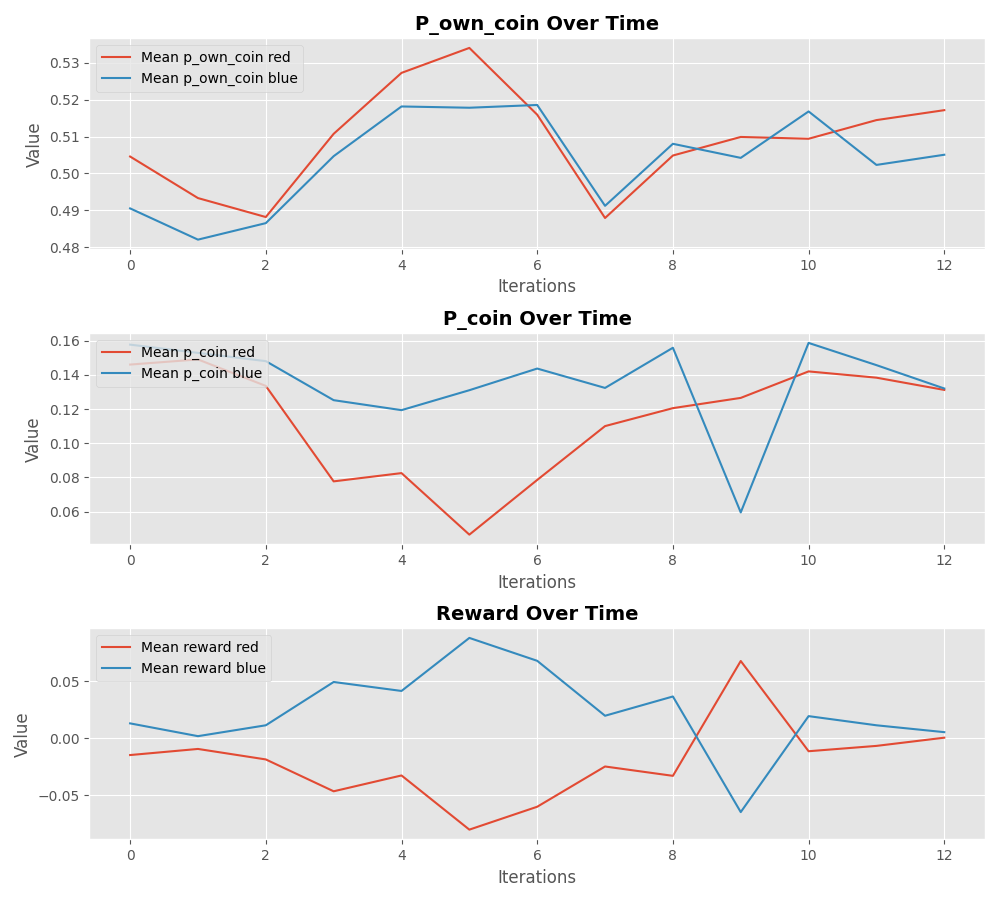 P_own_coin Over Time
Mean p_own_coin red
Mean p_own_coin blue
0.53
0.52
0.51
0.50
0.49
0.48
Value
0 2 4 6 8 10 12
Iterations
P_coin Over Time
Mean p_coin red
Mean p_coin blue
0.16
0.14
0.12
0.10
0.08
0.06
Value
0 2 4 6 8 10 12
Iterations
Reward Over Time
Mean reward red
Mean reward blue
0.05
0.00
−0.05
Value
0 2 4 6 8 10 12
Iterations